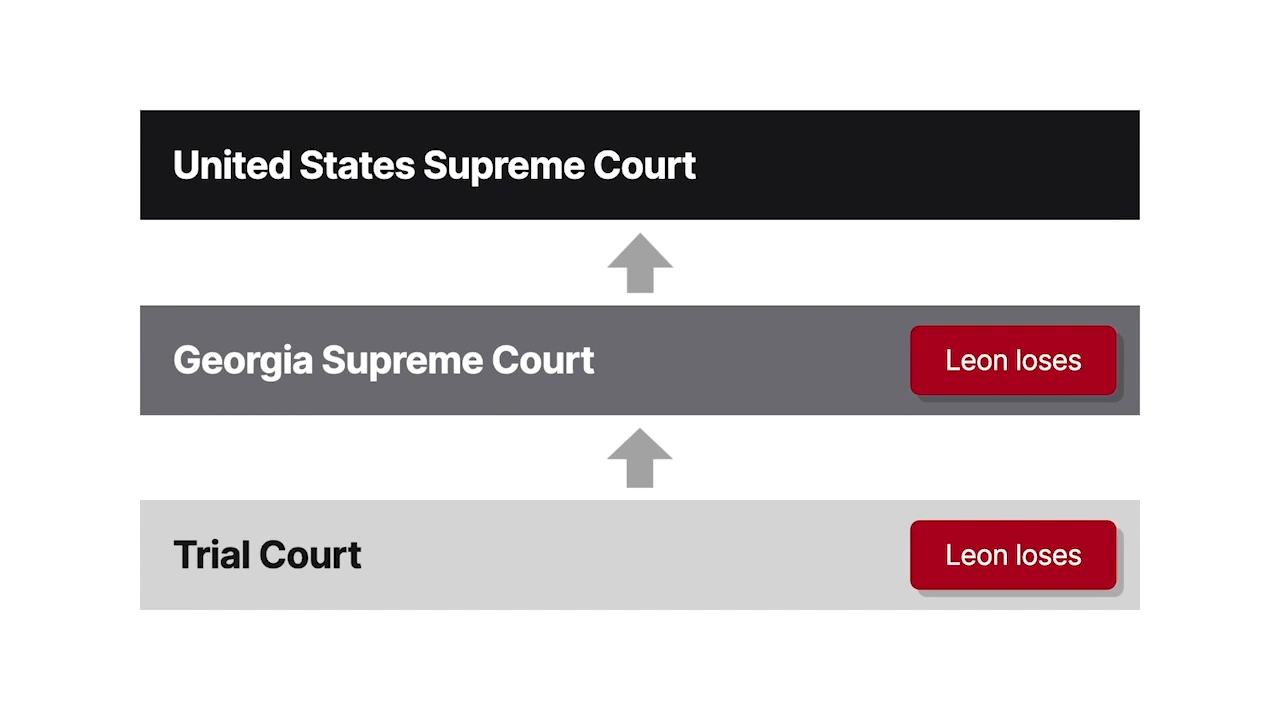 United States Supreme Court
Georgia Supreme Court
Leon loses
Trial Court
Leon loses